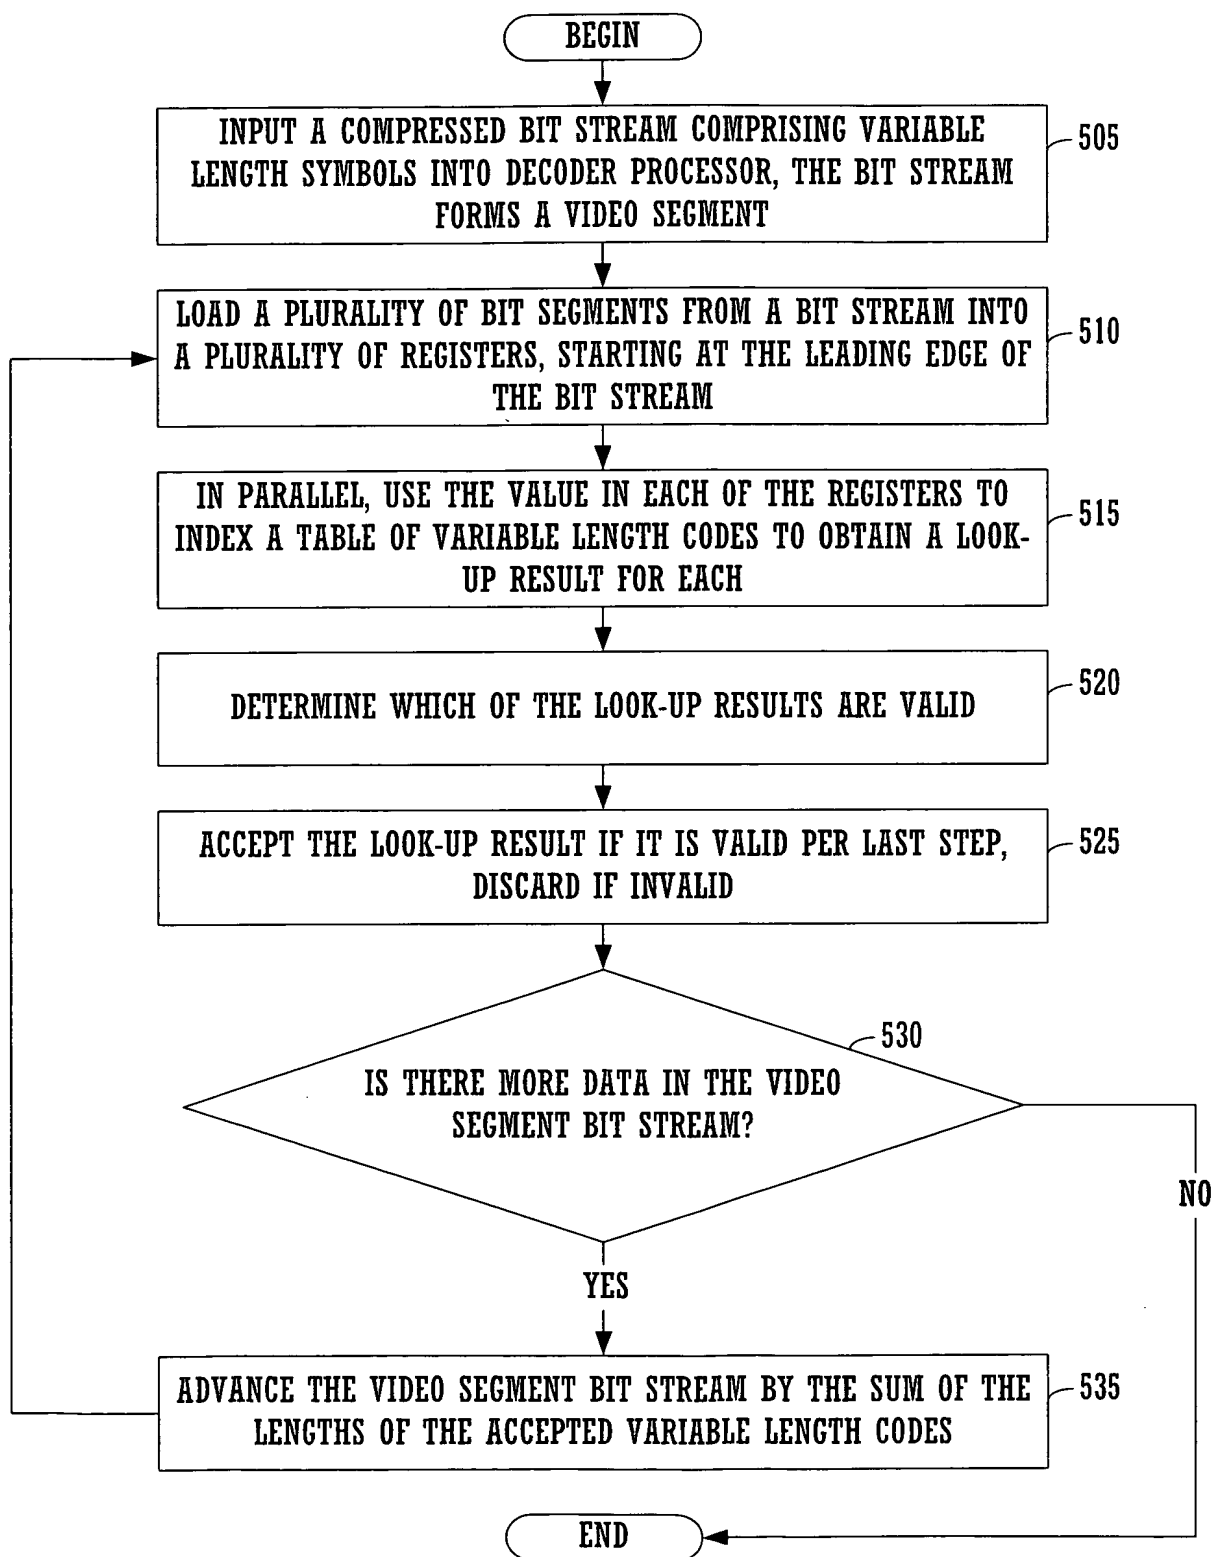 BEGIN
INPUT A COMPRESSED BIT STREAM COMPRISING VARIABLE
LENGTH SYMBOLS INTO DECODER PROCESSOR, THE BIT STREAM
FORMS A VIDEO SEGMENT
505
LOAD A PLURALITY OF BIT SEGMENTS FROM A BIT STREAM INTO
A PLURALITY OF REGISTERS, STARTING AT THE LEADING EDGE OF
THE BIT STREAM
510
IN PARALLEL, USE THE VALUE IN EACH OF THE REGISTERS TO
INDEX A TABLE OF VARIABLE LENGTH CODES TO OBTAIN A LOOK-
UP RESULT FOR EACH
515
DETERMINE WHICH OF THE LOOK-UP RESULTS ARE VALID
520
ACCEPT THE LOOK-UP RESULT IF IT IS VALID PER LAST STEP,
DISCARD IF INVALID
525
530
IS THERE MORE DATA IN THE VIDEO
SEGMENT BIT STREAM?
NO
YES
ADVANCE THE VIDEO SEGMENT BIT STREAM BY THE SUM OF THE
LENGTHS OF THE ACCEPTED VARIABLE LENGTH CODES
535
END